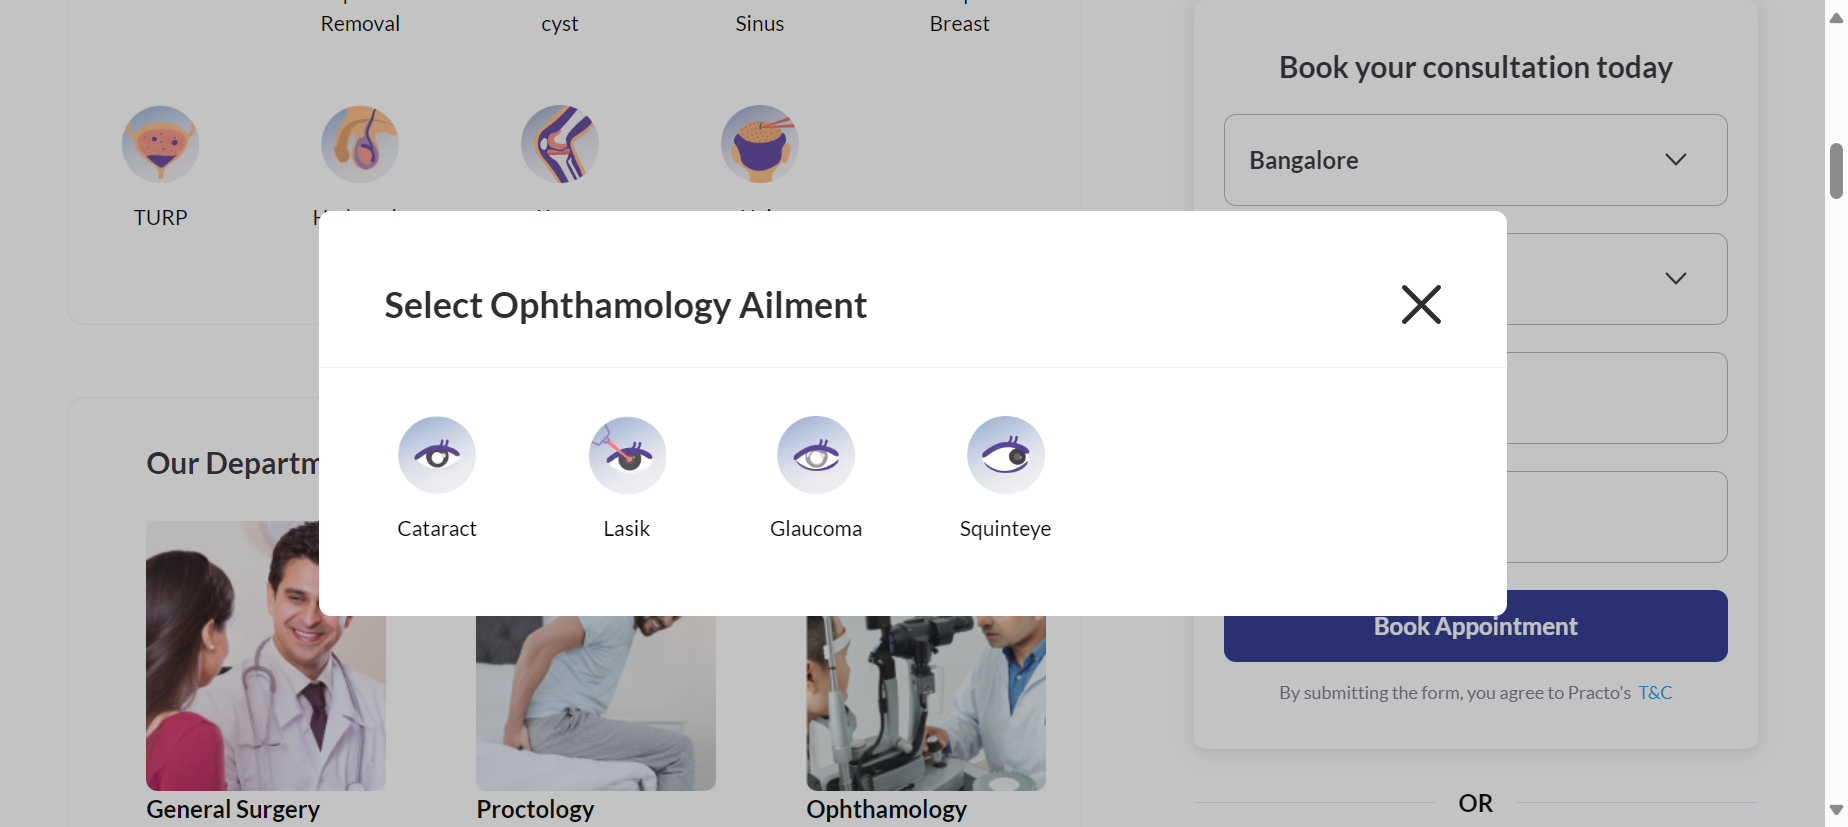 Removal
cyst
Sinus
Breast
TURP
Book your consultation today
Bangalore
Select Ophthamology Ailment
Cataract
Lasik
Glaucoma
Squinteye
Our Departm
General Surgery
Proctology
Ophthamology
Book Appointment
By submitting the form, you agree to Practo's T&C
OR